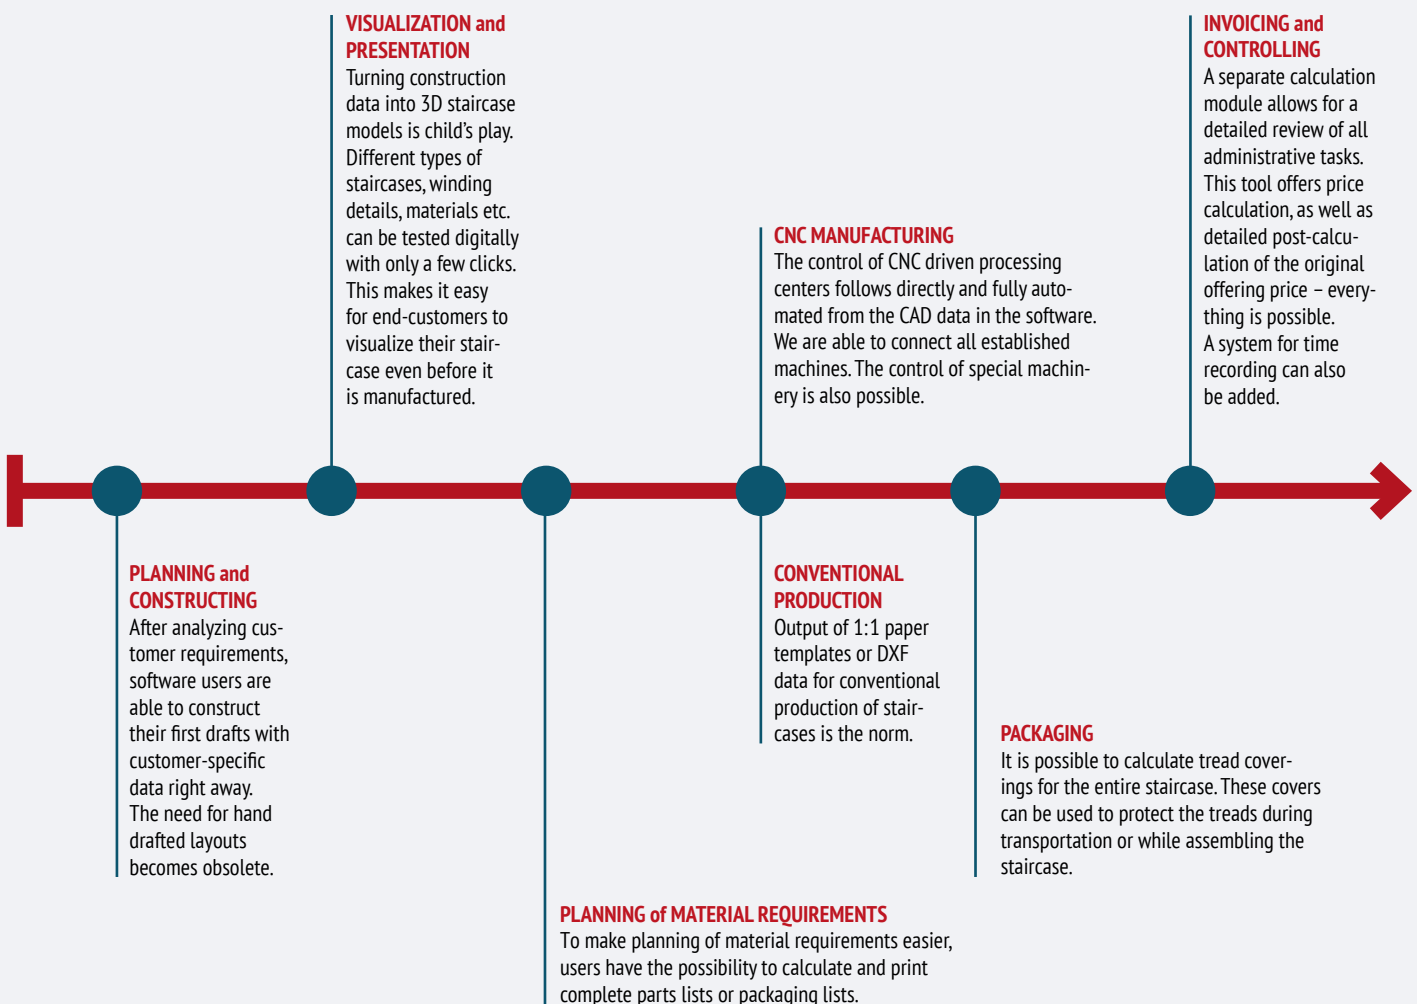 VISUALIZATION and
PRESENTATION
Turning construction
data into 3D staircase
models is child’s play.
Different types of
staircases, winding
details, materials etc.
can be tested digitally
with only a few clicks.
This makes it easy
for end-customers to
visualize their stair-
case even before it
is manufactured.
CNC MANUFACTURING
The control of CNC driven processing
centers follows directly and fully auto-
mated from the CAD data in the software.
We are able to connect all established
machines. The control of special machin-
ery is also possible.
INVOICING and
CONTROLLING
A separate calculation
module allows for a
detailed review of all
administrative tasks.
This tool offers price
calculation, as well as
detailed post-calcu-
lation of the original
offering price – every-
thing is possible.
A system for time
recording can also
be added.
PLANNING and
CONSTRUCTING
After analyzing cus-
tomer requirements,
software users are
able to construct
their first drafts with
customer-specific
data right away.
The need for hand
drafted layouts
becomes obsolete.
CONVENTIONAL
PRODUCTION
Output of 1:1 paper
templates or DXF
data for conventional
production of stair-
cases is the norm.
PACKAGING
It is possible to calculate tread cover-
ings for the entire staircase. These covers
can be used to protect the treads during
transportation or while assembling the
staircase.
PLANNING of MATERIAL REQUIREMENTS
To make planning of material requirements easier,
users have the possibility to calculate and print
complete parts lists or packaging lists.